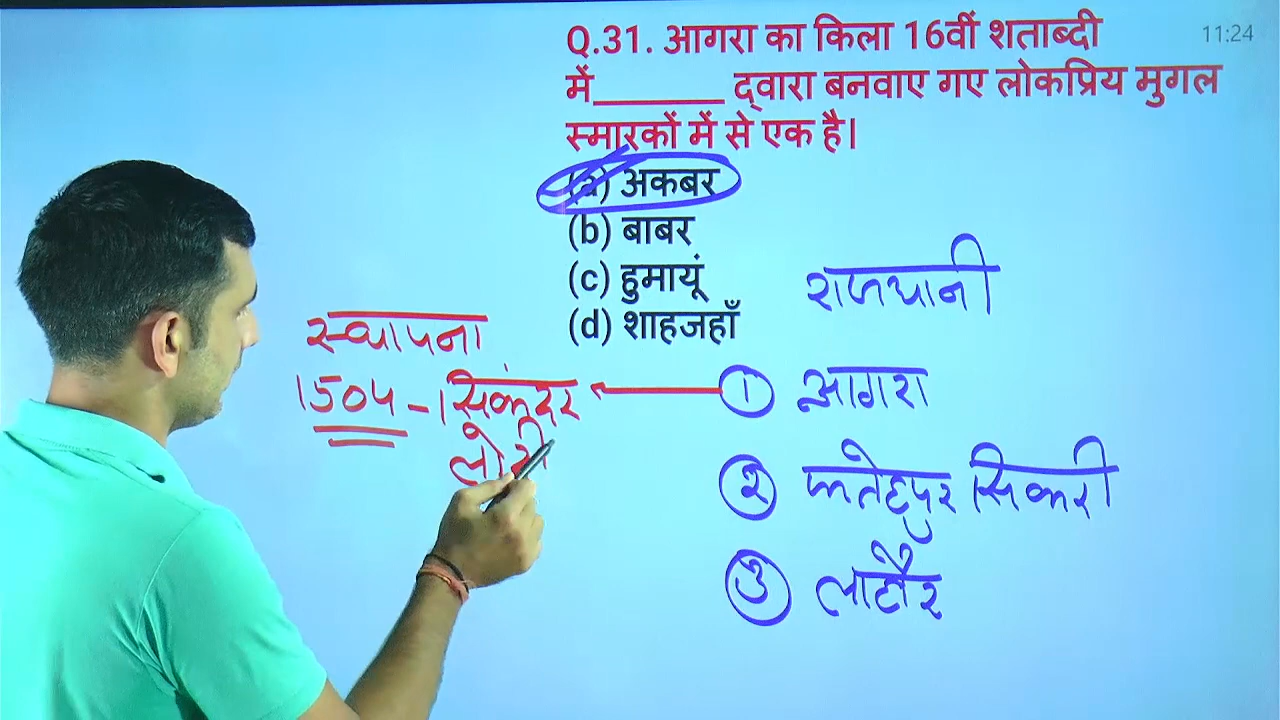 11:24
Q.31. आगरा का किला 16वीं शताब्दी
में________ द्वारा बनवाए गए लोकप्रिय मुगल
स्मारकों में से एक है।
(a) अकबर
(b) बाबर
(c) हुमायूं
(d) शाहजहाँ
राजधानी
① आगरा
② फतेहपुर सिकरी
③ लाहौर
स्थापना
1504 - सिकंदर
लोदी